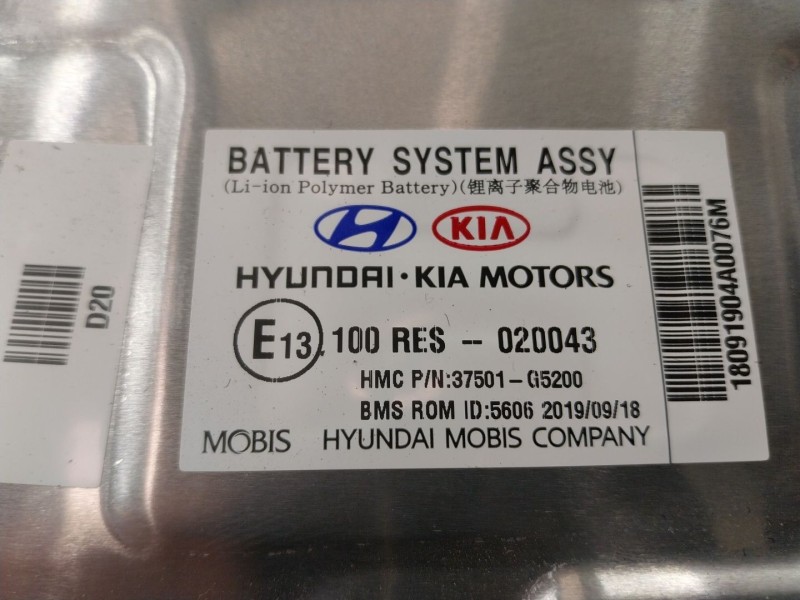 BATTERY SYSTEM ASSY
(Li-ion Polymer Battery)(锂离子聚合物电池)
KIA
HYUNDAI·KIA MOTORS
E13 100 RES -- 020043
HMC P/N:37501-G5200
BMS ROM ID:5606 2019/09/18
MOBIS HYUNDAI MOBIS COMPANY
18091904A0076M
D20